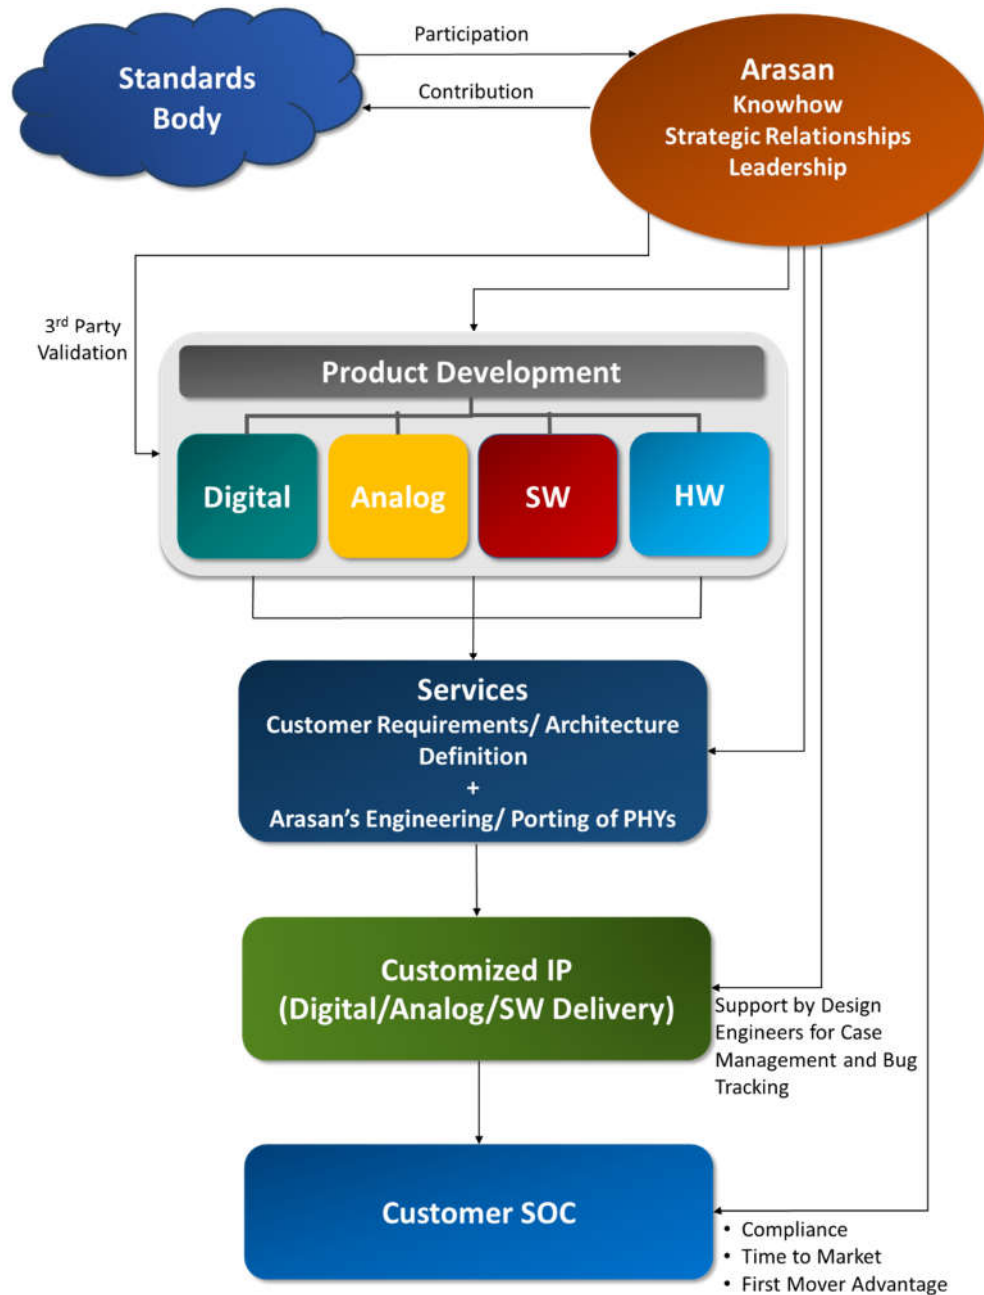 Participation
Contribution
Standards
Body
Arasan
Knowhow
Strategic Relationships
Leadership
3rd Party
Validation
Product Development
Digital
Analog
SW
HW
Services
Customer Requirements/ Architecture
Definition
+
Arasan's Engineering/ Porting of PHYs
Customized IP
(Digital/Analog/SW Delivery)
Support by Design
Engineers for Case
Management and Bug
Tracking
Customer SOC
• Compliance
• Time to Market
• First Mover Advantage